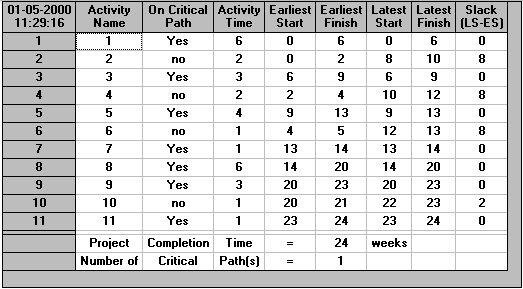 01-05-2000 11:29:16 Activity Name On Critical Path Activity Time Earliest Start Earliest Finish Latest Start Latest Finish Slack (LS-ES)
1 1 Yes 6 0 6 0 6 0
2 2 no 2 0 2 8 10 8
3 3 Yes 3 6 9 6 9 0
4 4 no 2 2 4 10 12 8
5 5 Yes 4 9 13 9 13 0
6 6 no 1 4 5 12 13 8
7 7 Yes 1 13 14 13 14 0
8 8 Yes 6 14 20 14 20 0
9 9 Yes 3 20 23 20 23 0
10 10 no 1 20 21 22 23 2
11 11 Yes 1 23 24 23 24 0
Project Completion Time = 24 weeks
Number of Critical Path(s) = 1